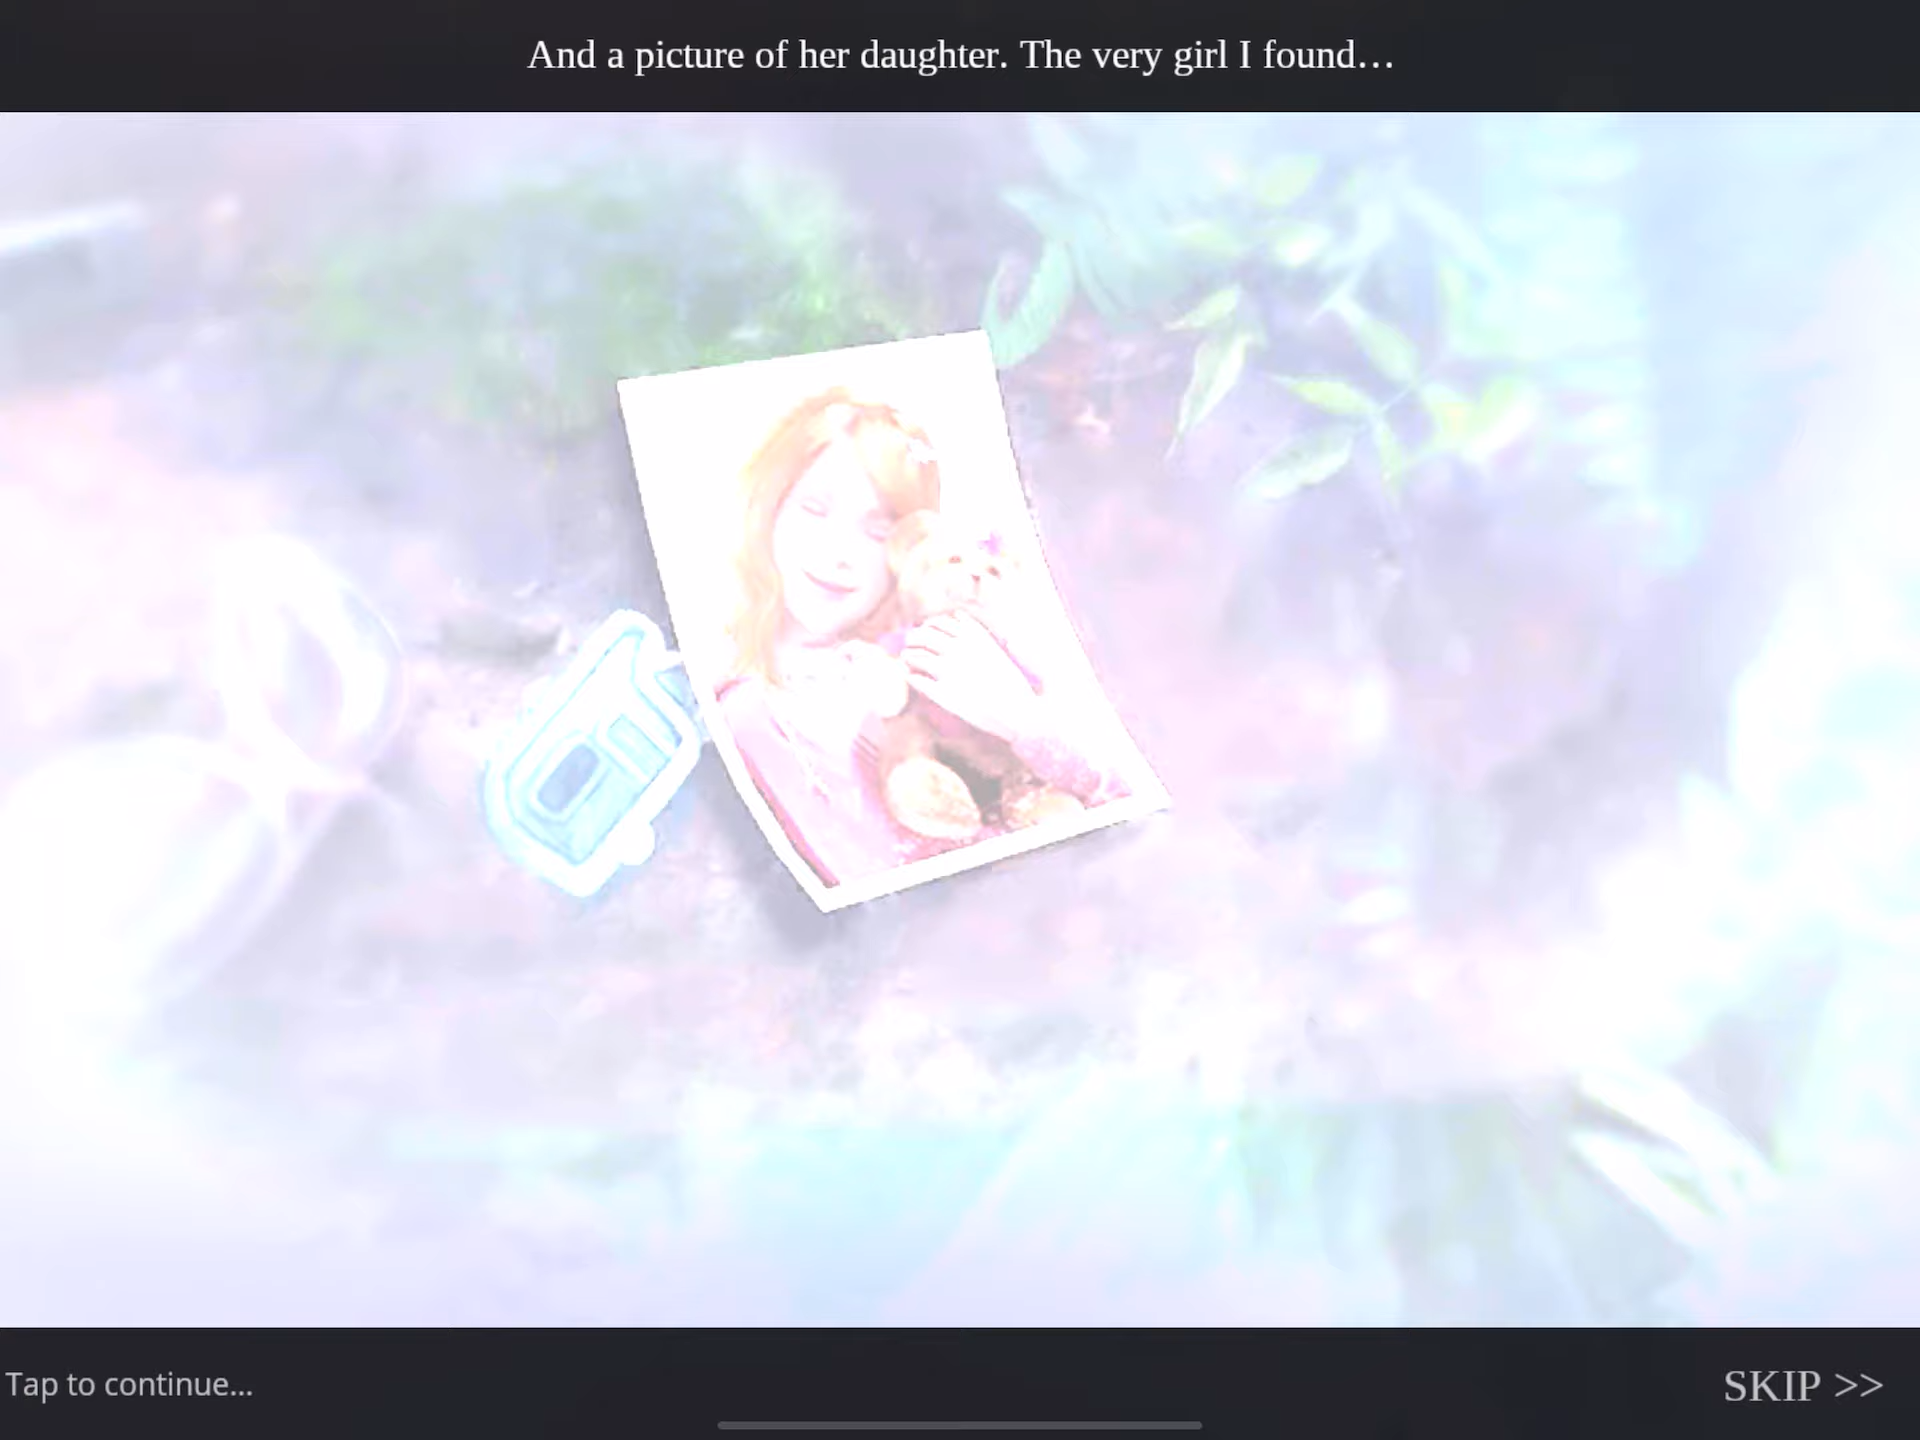 And a picture of her daughter. The very girl I found…
Tap to continue...
SKIP >>